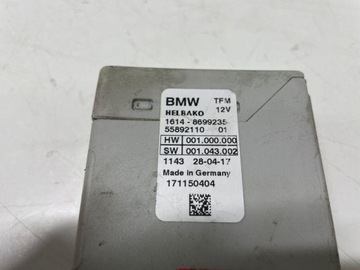 BMW TFM
HELBAKO 12V
1614 - 8699235-
55892110 01
HW 001.000.000
SW 001.043.002
1143 28-04-17
Made in Germany
171150404